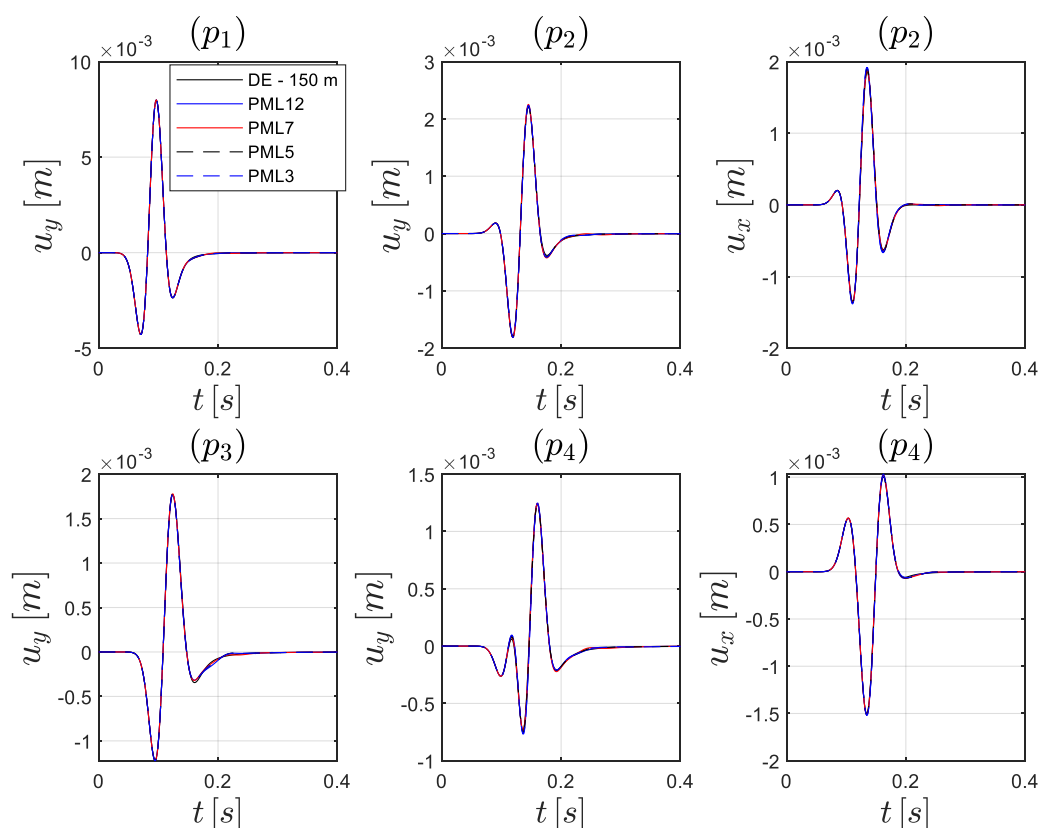 (p₁)
×10⁻³
10
5
0
-5
0
0.2
0.4
u_y [m]
t [s]
DE - 150 m
PML12
PML7
PML5
PML3
(p₂)
×10⁻³
3
2
1
0
-1
-2
0
0.2
0.4
u_y [m]
t [s]
(p₂)
×10⁻³
2
1
0
-1
-2
0
0.2
0.4
u_x [m]
t [s]
(p₃)
×10⁻³
2
1.5
1
0.5
0
-0.5
-1
0
0.2
0.4
u_y [m]
t [s]
(p₄)
×10⁻³
1.5
1
0.5
0
-0.5
-1
0
0.2
0.4
u_y [m]
t [s]
(p₄)
×10⁻³
1
0.5
0
-0.5
-1
-1.5
-2
0
0.2
0.4
u_x [m]
t [s]